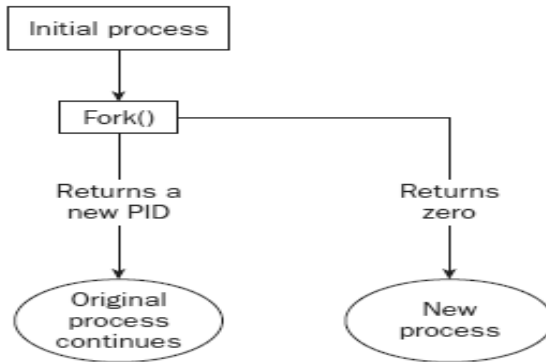 Initial process
Fork()
Returns a
new PID
Returns
zero
Original
process
continues
New
process